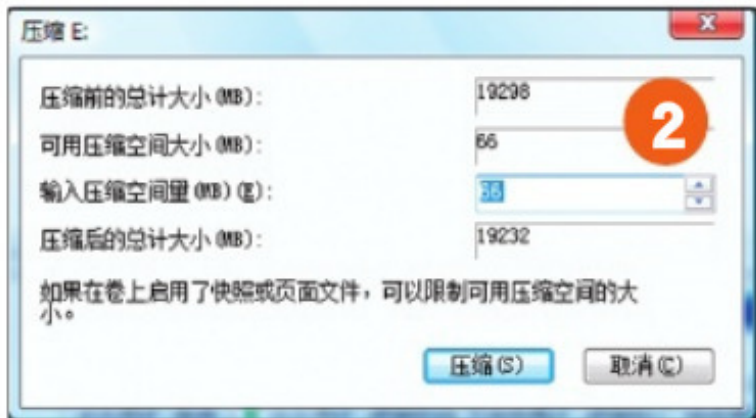 压缩 E:
压缩前的总计大小(MB): 19298
可用压缩空间大小(MB): 66
输入压缩空间量(MB)(E): 66
压缩后的总计大小(MB): 19232
如果在卷上启用了快照或页面文件，可以限制可用压缩空间的大
小。
压缩(S) 取消(C)
2